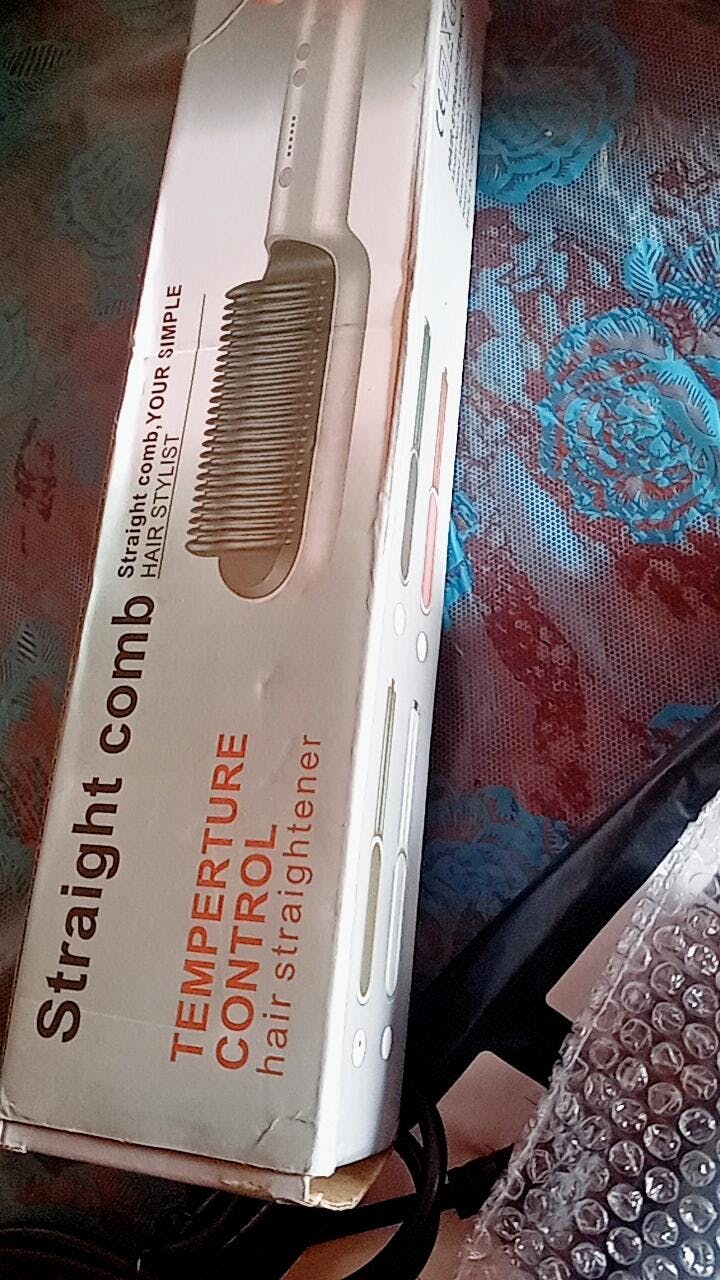 Straight comb
Straight comb,YOUR SIMPLE
HAIR STYLIST
TEMPERTURE
CONTROL
hair straightener